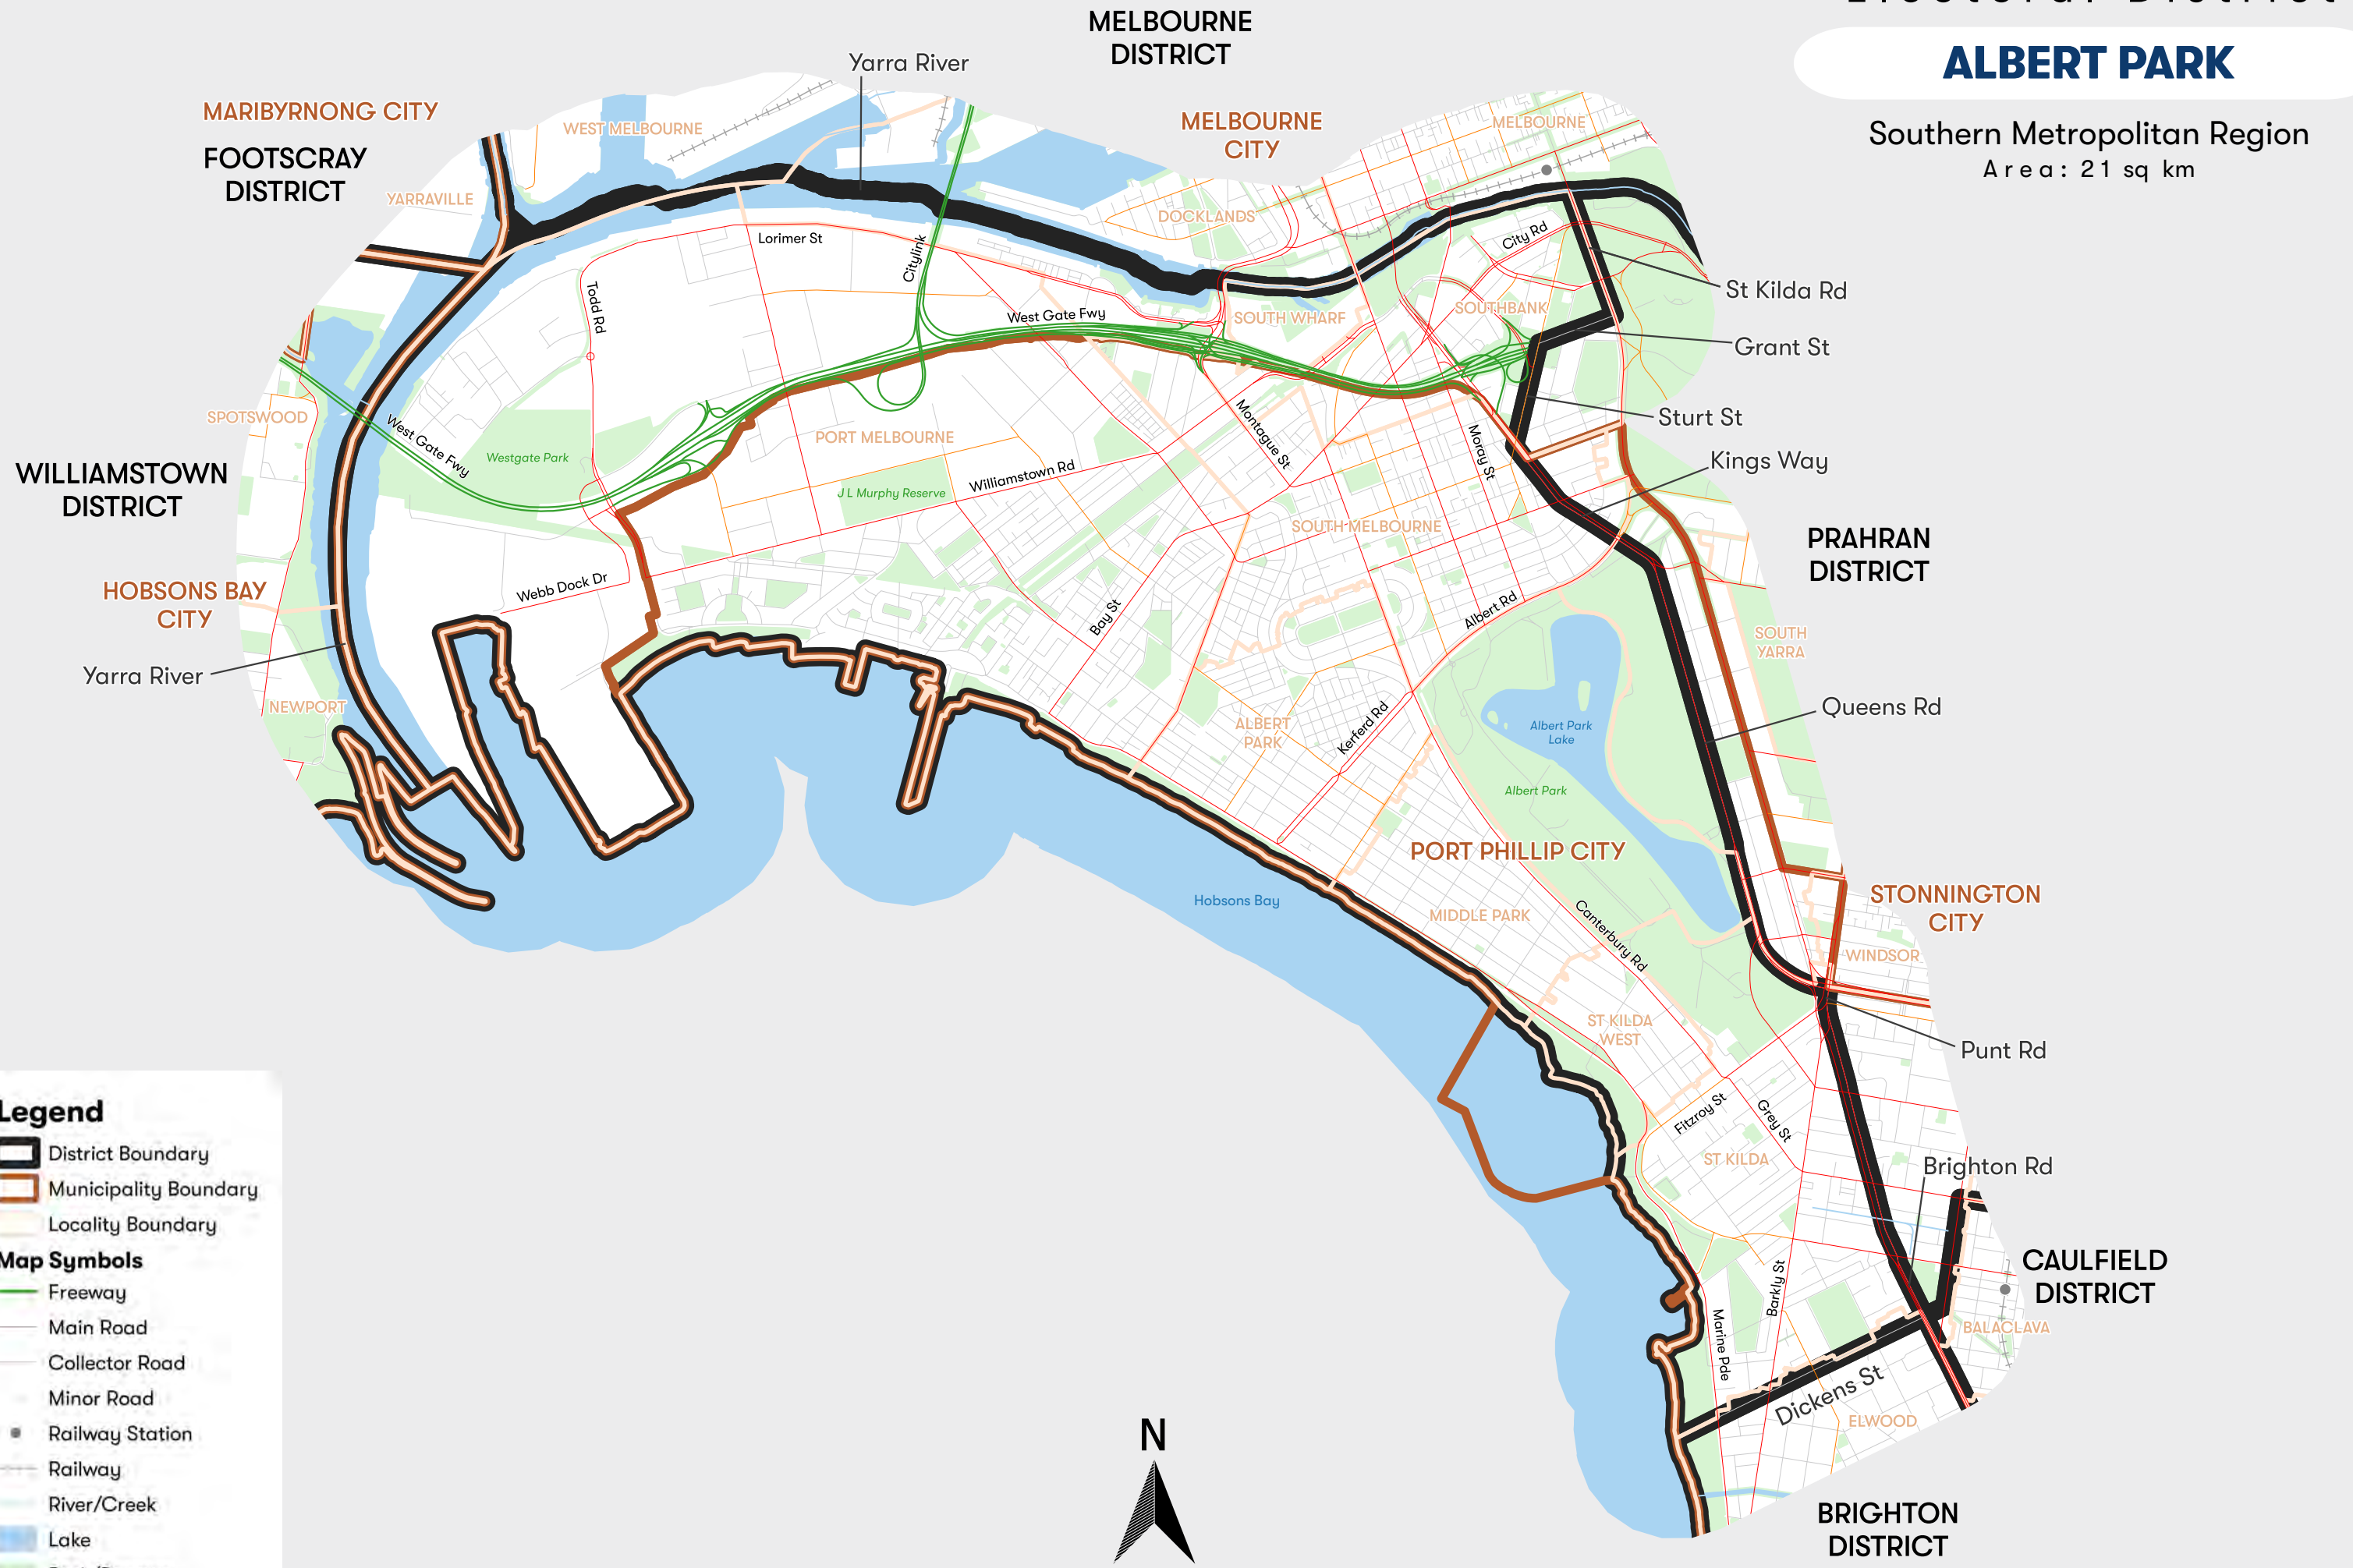 ALBERT PARK
Southern Metropolitan Region
Area: 21 sq km
MELBOURNE
DISTRICT
Yarra River
MARIBYRNONG CITY
FOOTSCRAY
DISTRICT
WEST MELBOURNE
YARRAVILLE
MELBOURNE
CITY
MELBOURNE
DOCKLANDS
Lorimer St
Citylink
City Rd
Todd Rd
West Gate Fwy
SOUTH WHARF
SOUTHBANK
St Kilda Rd
Grant St
Sturt St
Kings Way
SPOTSWOOD
West Gate Fwy
Westgate Park
PORT MELBOURNE
J L Murphy Reserve
Williamstown Rd
Montague St
Moray St
SOUTH MELBOURNE
WILLIAMSTOWN
DISTRICT
PRAHRAN
DISTRICT
HOBSONS BAY
CITY
Webb Dock Dr
Bay St
Albert Rd
SOUTH
YARRA
Yarra River
NEWPORT
ALBERT
PARK
Kerferd Rd
Albert Park
Lake
Queens Rd
Albert Park
PORT PHILLIP CITY
Hobsons Bay
MIDDLE PARK
Canterbury Rd
STONNINGTON
CITY
WINDSOR
ST KILDA
WEST
Punt Rd
Fitzroy St
Grey St
ST KILDA
Brighton Rd
Barkly St
Marine Pde
CAULFIELD
DISTRICT
BALACLAVA
Dickens St
ELWOOD
BRIGHTON
DISTRICT
N
Legend
District Boundary
Municipality Boundary
Locality Boundary
Map Symbols
Freeway
Main Road
Collector Road
Minor Road
Railway Station
Railway
River/Creek
Lake